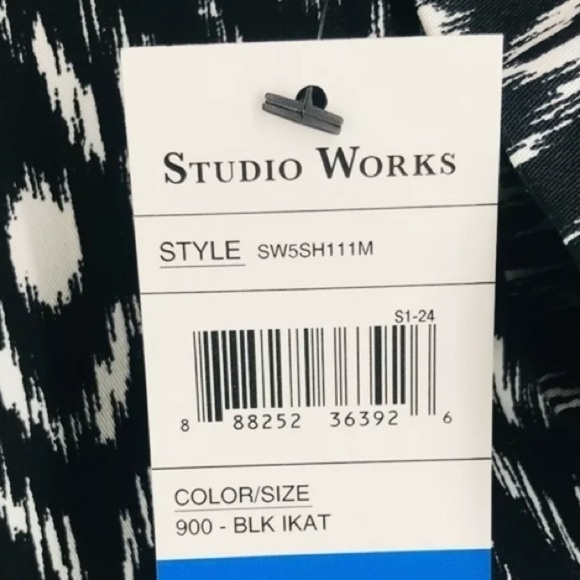 STUDIO WORKS
STYLE SW5SH111M
S1-24
8 88252 36392 6
COLOR/SIZE
900 - BLK IKAT